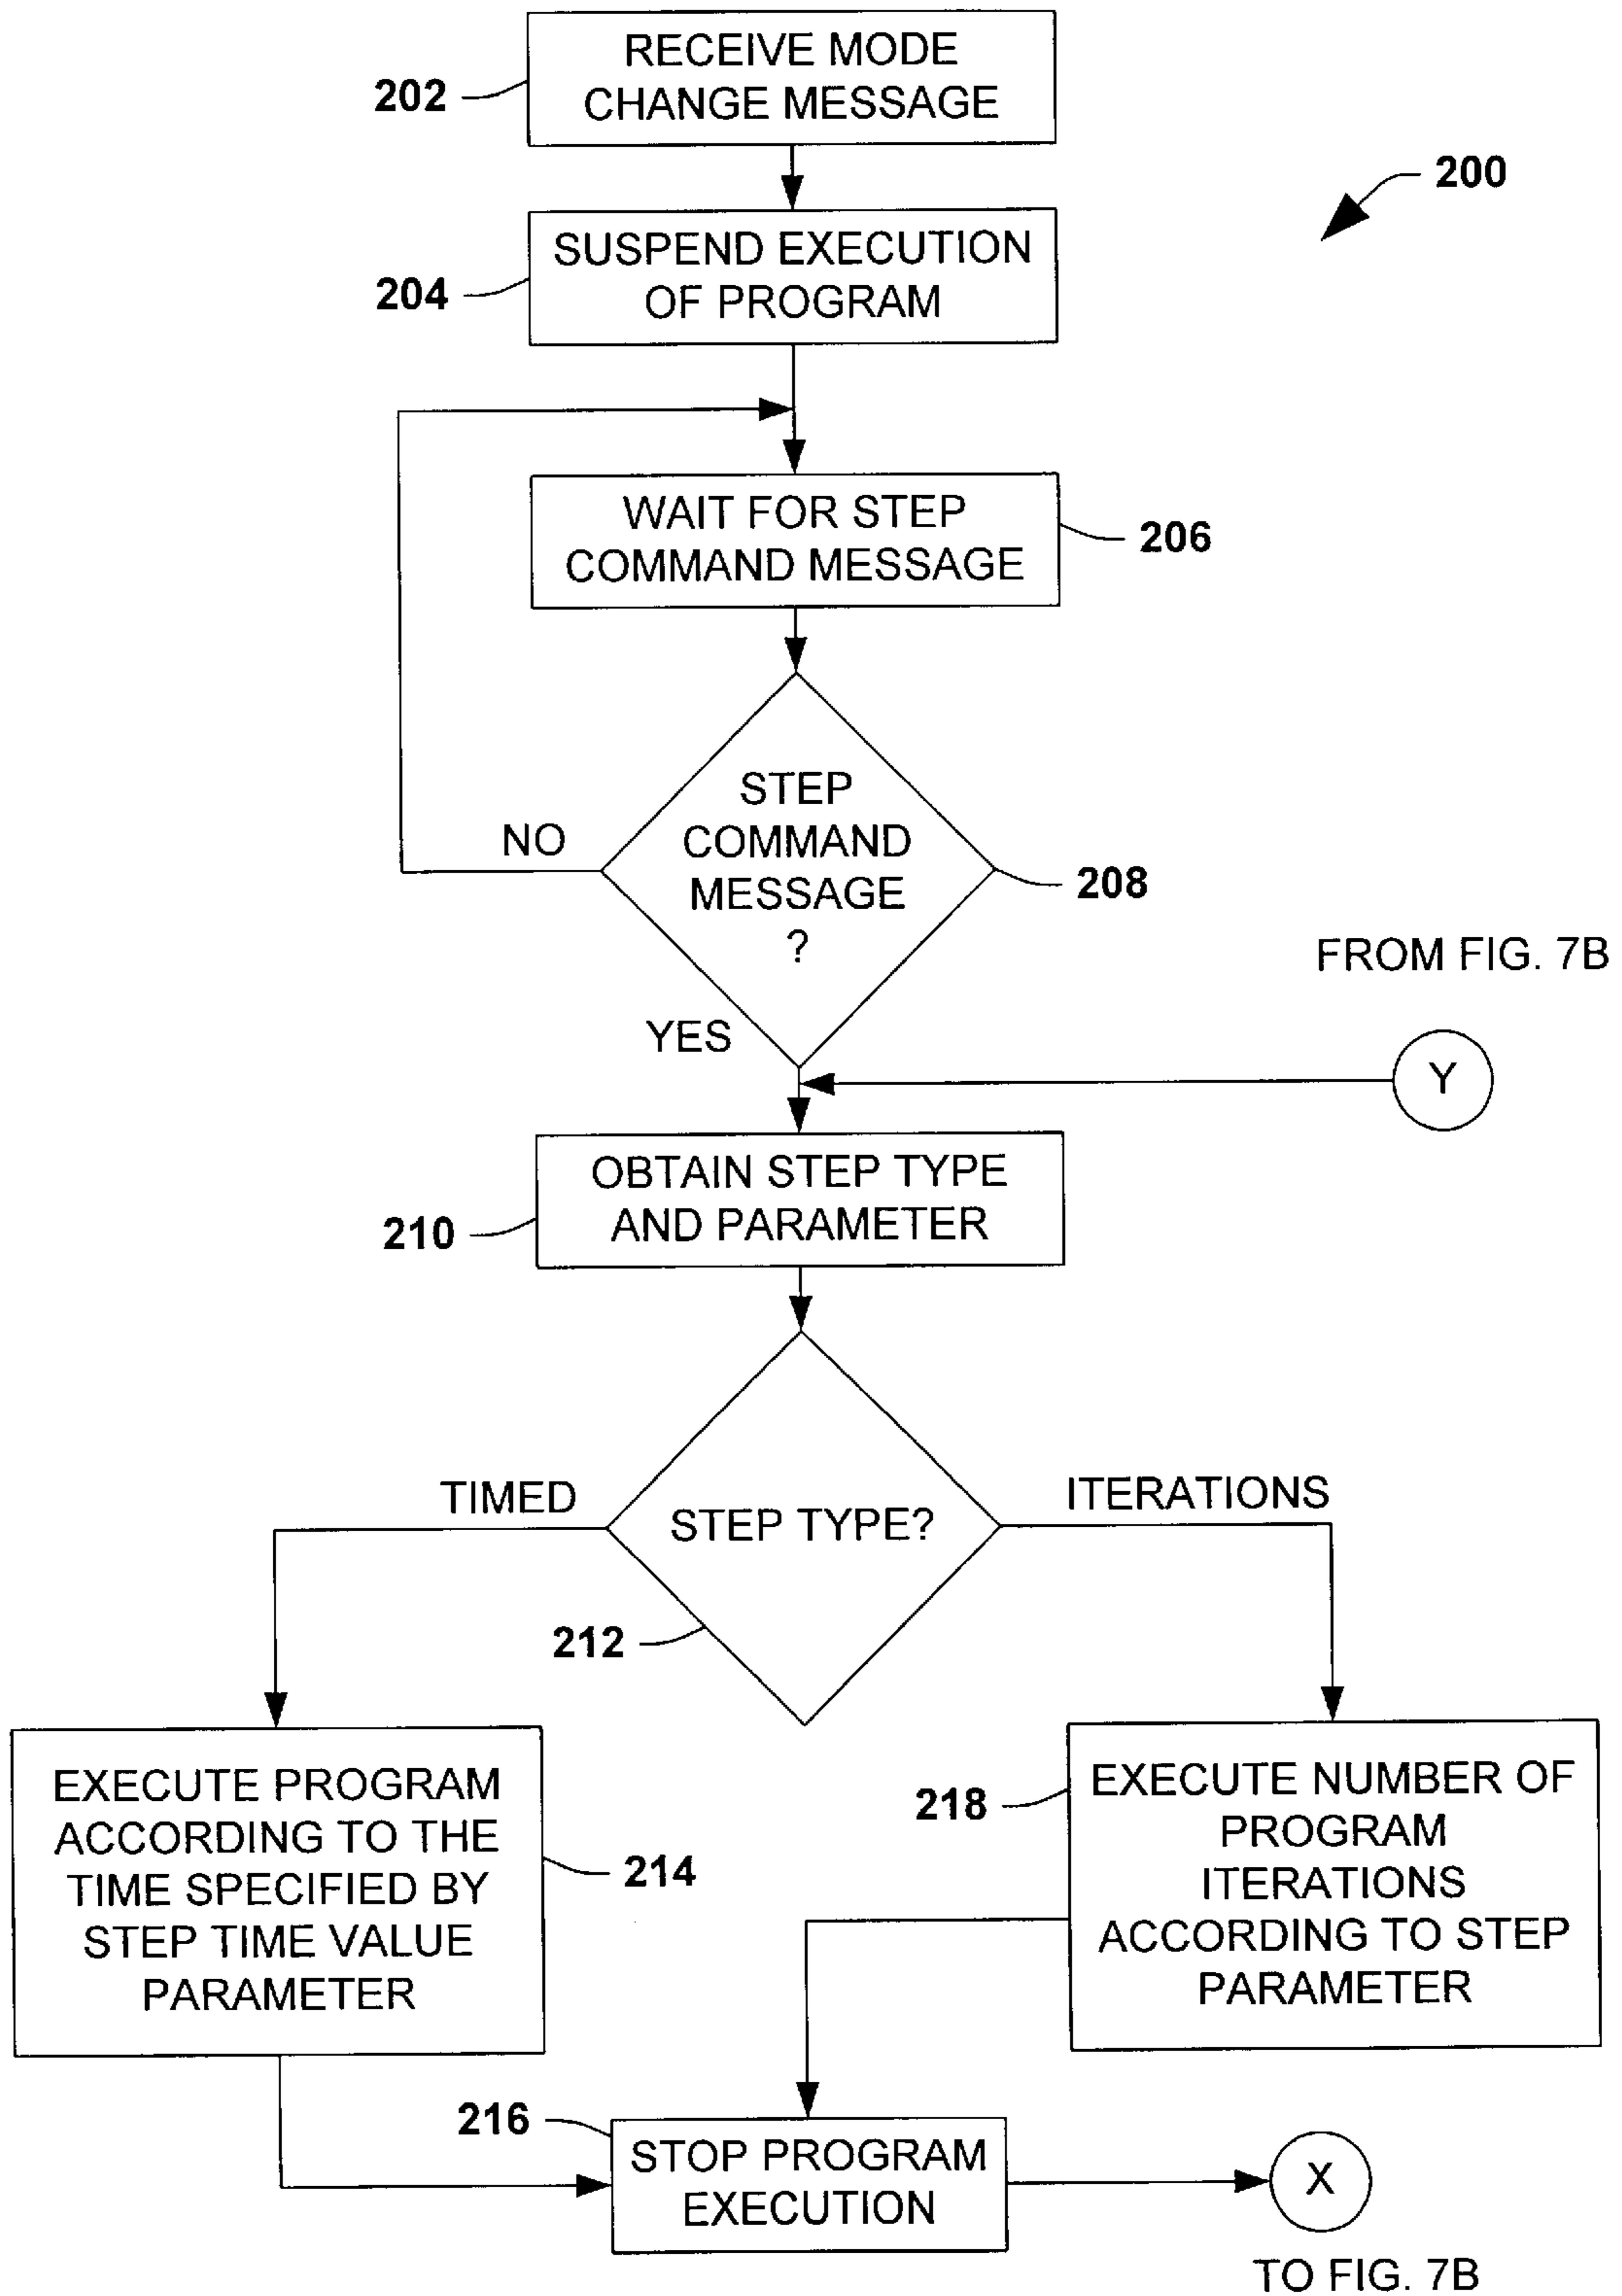 RECEIVE MODE
CHANGE MESSAGE
202
200
SUSPEND EXECUTION
OF PROGRAM
204
WAIT FOR STEP
COMMAND MESSAGE
206
STEP
COMMAND
MESSAGE
?
NO
208
FROM FIG. 7B
YES
Y
OBTAIN STEP TYPE
AND PARAMETER
210
TIMED
ITERATIONS
STEP TYPE?
212
EXECUTE PROGRAM
ACCORDING TO THE
TIME SPECIFIED BY
STEP TIME VALUE
PARAMETER
214
218
EXECUTE NUMBER OF
PROGRAM
ITERATIONS
ACCORDING TO STEP
PARAMETER
216
STOP PROGRAM
EXECUTION
X
TO FIG. 7B